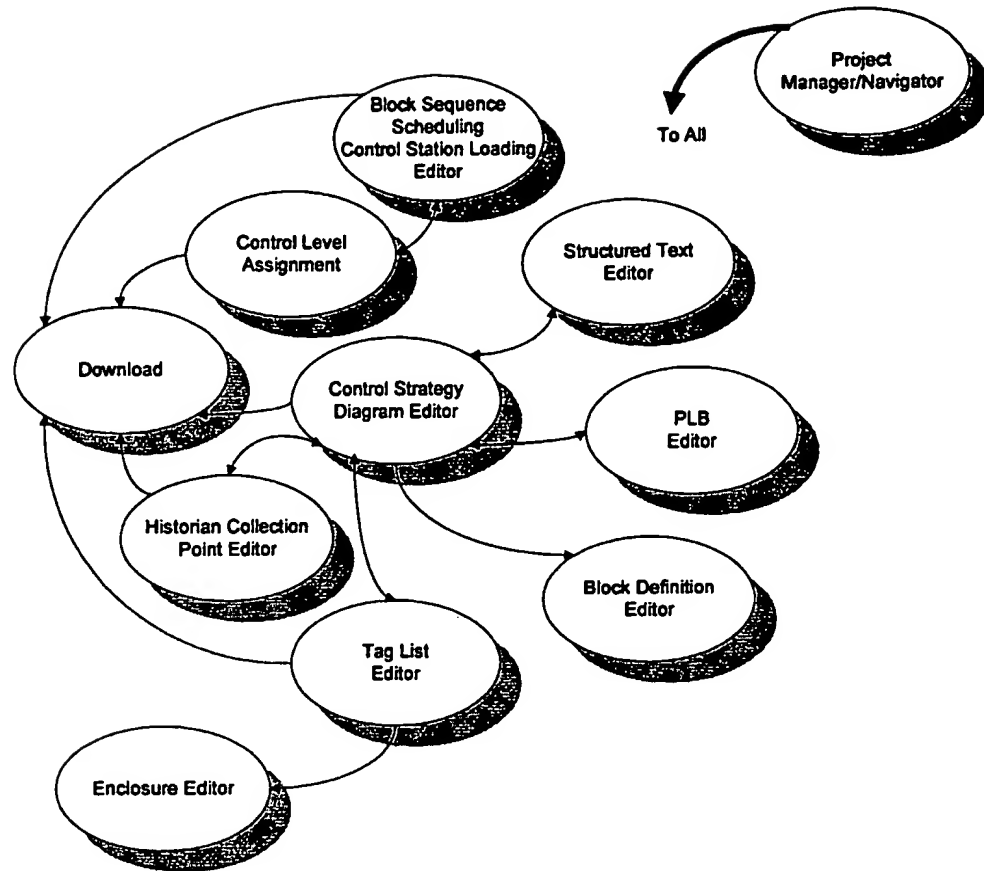 Project
Manager/Navigator
To All
Block Sequence
Scheduling
Control Station Loading
Editor
Control Level
Assignment
Structured Text
Editor
Download
Control Strategy
Diagram Editor
PLB
Editor
Historian Collection
Point Editor
Block Definition
Editor
Tag List
Editor
Enclosure Editor